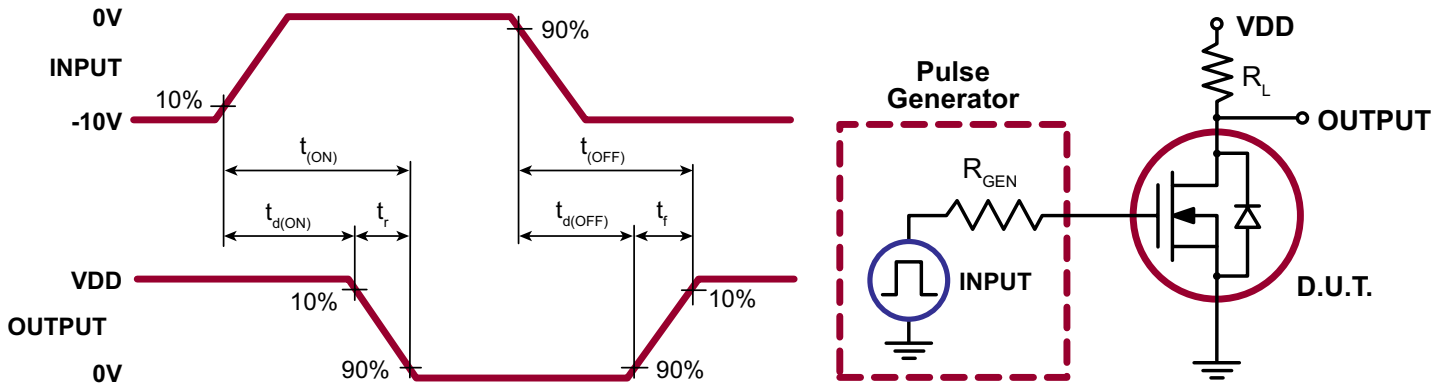 0V
INPUT
-10V
10%
90%
t(ON)
t(OFF)
td(ON)
tr
td(OFF)
tf
VDD
OUTPUT
0V
10%
90%
10%
90%
Pulse
Generator
RGEN
INPUT
VDD
RL
OUTPUT
D.U.T.